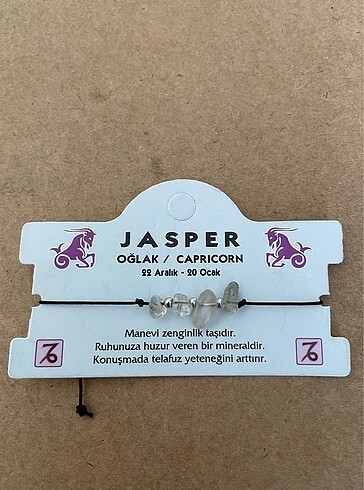 JASPER
OĞLAK / CAPRICORN
22 Aralık - 20 Ocak
Manevi zenginlik taşıdır.
Ruhunuza huzur veren bir mineraldir.
Konuşmada telafuz yeteneğini arttırır.